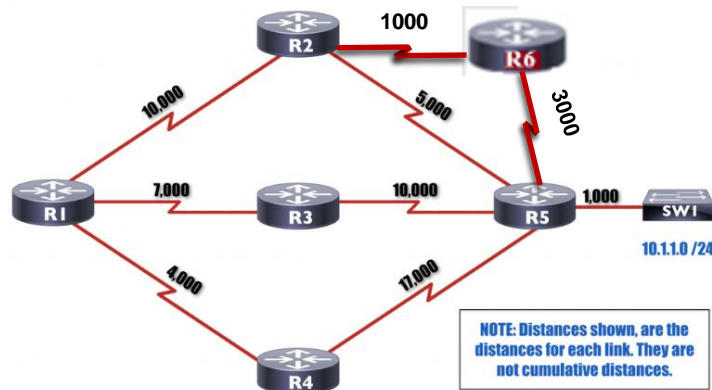 1000
R2
R6
10,000
5,000
3000
R1
7,000
R3
10,000
R5
1,000
SW1
10.1.1.0 /24
4,000
17,000
R4
NOTE: Distances shown, are the
distances for each link. They are
not cumulative distances.